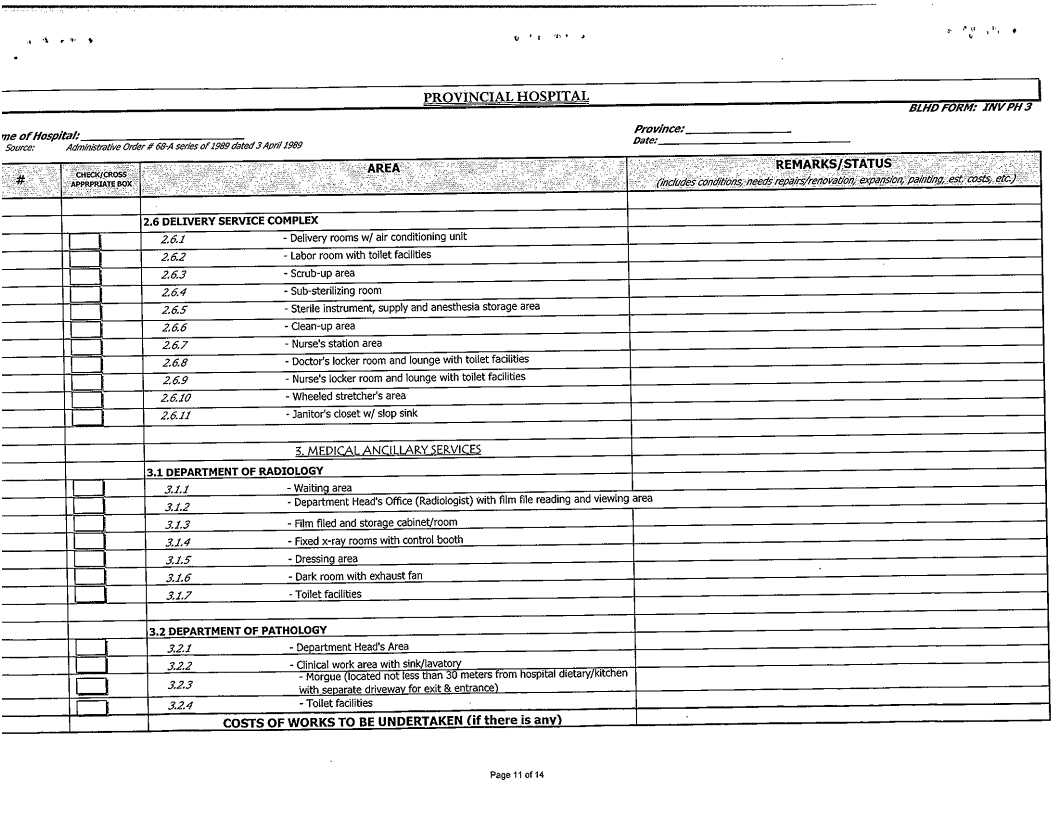 PROVINCIAL HOSPITAL
BLHD FORM: INV PH 3
me of Hospital:
Province:
Source: Administrative Order # 68-A series of 1989 dated 3 April 1989
Date:
# CHECK/CROSS APPRPRIATE BOX AREA REMARKS/STATUS
(includes conditions, needs repairs/renovation, expansion, painting, est. costs, etc.)
2.6 DELIVERY SERVICE COMPLEX
2.6.1 - Delivery rooms w/ air conditioning unit
2.6.2 - Labor room with toilet facilities
2.6.3 - Scrub-up area
2.6.4 - Sub-sterilizing room
2.6.5 - Sterile instrument, supply and anesthesia storage area
2.6.6 - Clean-up area
2.6.7 - Nurse's station area
2.6.8 - Doctor's locker room and lounge with toilet facilities
2.6.9 - Nurse's locker room and lounge with toilet facilities
2.6.10 - Wheeled stretcher's area
2.6.11 - Janitor's closet w/ slop sink
3. MEDICAL ANCILLARY SERVICES
3.1 DEPARTMENT OF RADIOLOGY
3.1.1 - Waiting area
3.1.2 - Department Head's Office (Radiologist) with film file reading and viewing area
3.1.3 - Film filed and storage cabinet/room
3.1.4 - Fixed x-ray rooms with control booth
3.1.5 - Dressing area
3.1.6 - Dark room with exhaust fan
3.1.7 - Toilet facilities
3.2 DEPARTMENT OF PATHOLOGY
3.2.1 - Department Head's Area
3.2.2 - Clinical work area with sink/lavatory
3.2.3 - Morgue (located not less than 30 meters from hospital dietary/kitchen
with separate driveway for exit & entrance)
3.2.4 - Toilet facilities
COSTS OF WORKS TO BE UNDERTAKEN (if there is any)
Page 11 of 14